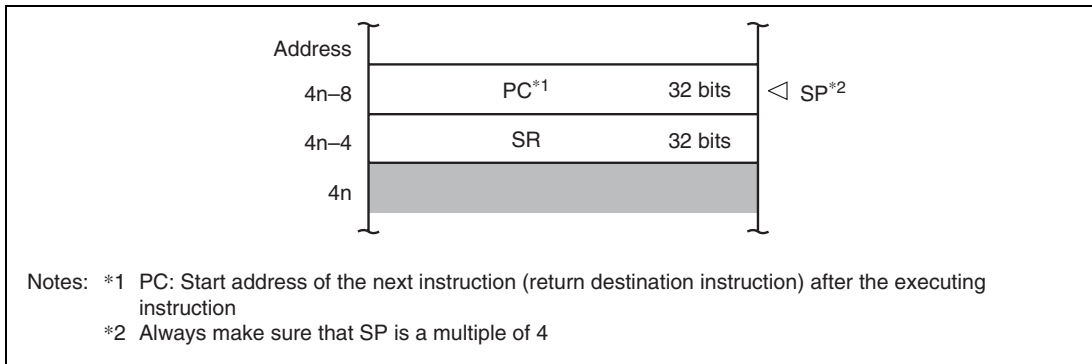 Address
4n–8 PC*1 32 bits ◁ SP*2
4n–4 SR 32 bits
4n
Notes: *1 PC: Start address of the next instruction (return destination instruction) after the executing
instruction
*2 Always make sure that SP is a multiple of 4